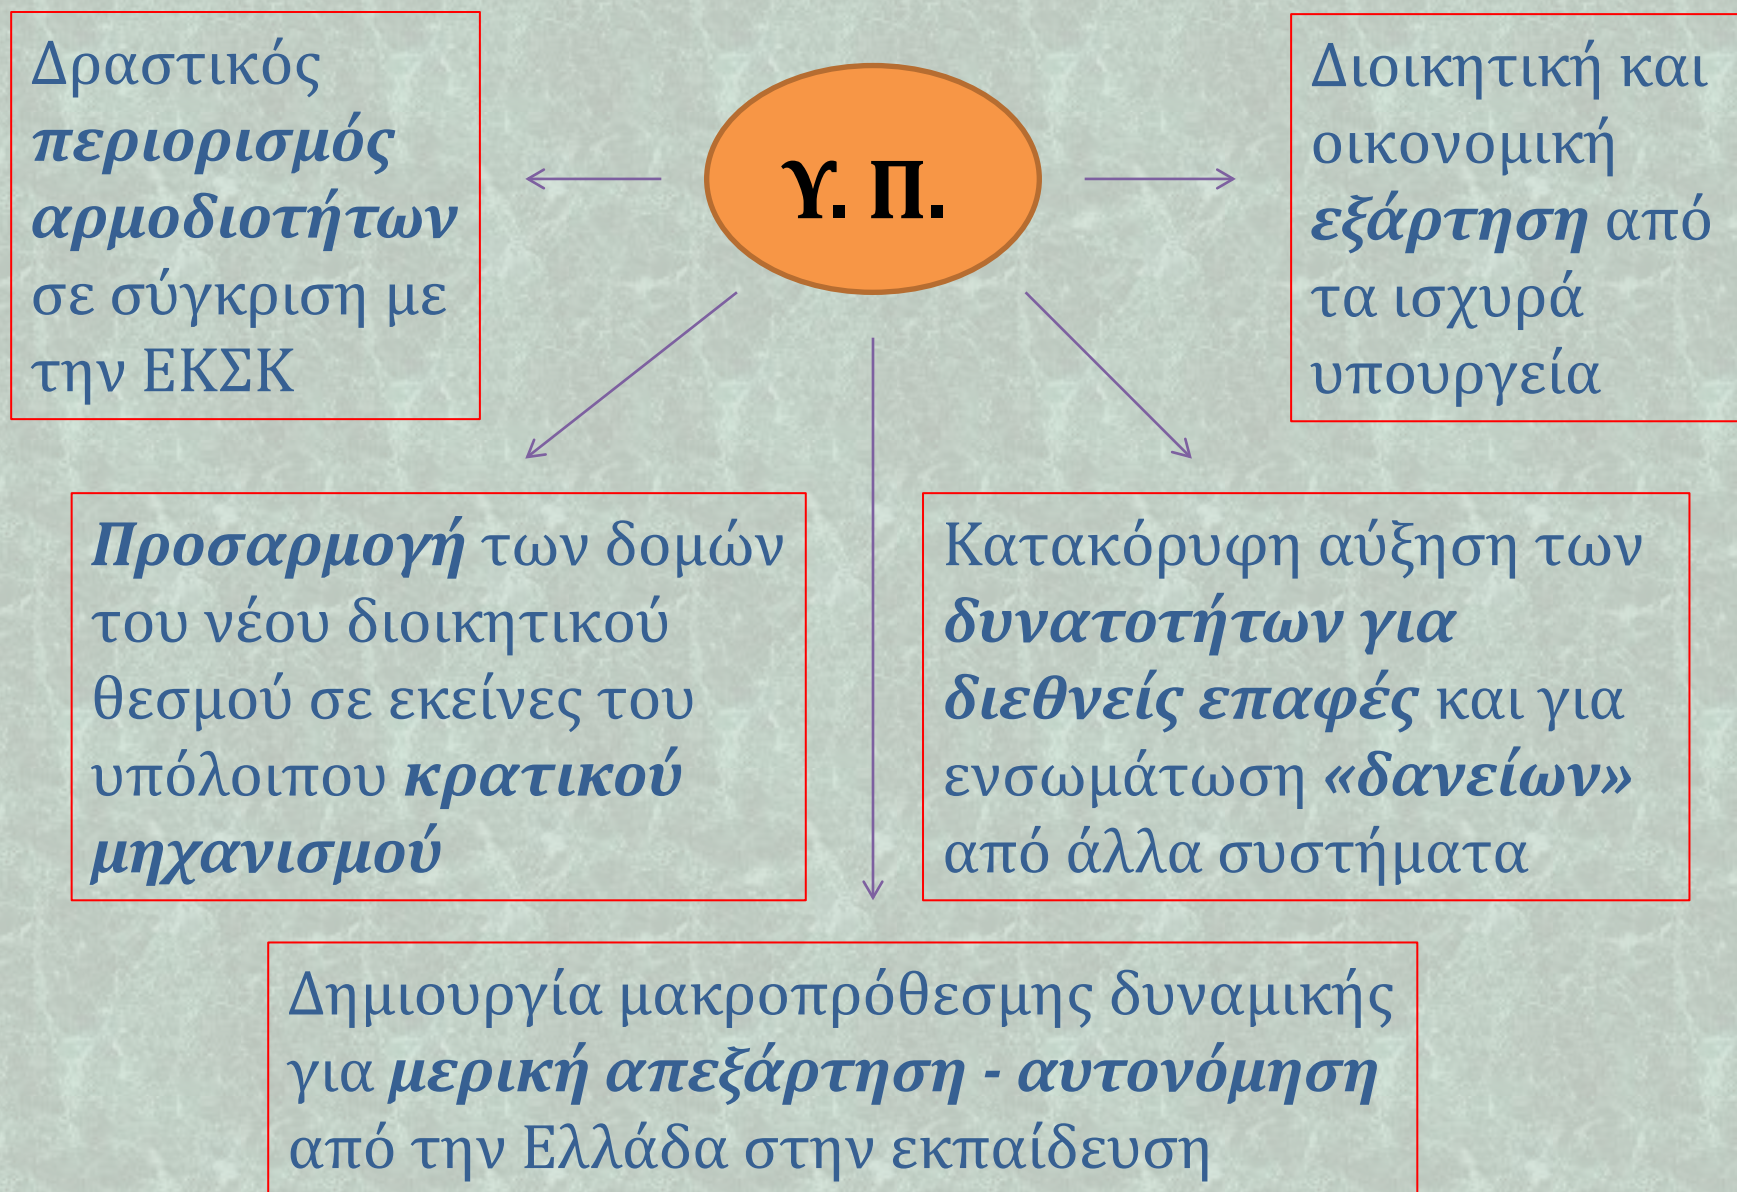 Δραστικός
περιορισμός
αρμοδιοτήτων
σε σύγκριση με
την ΕΚΣΚ
Υ. Π.
Διοικητική και
οικονομική
εξάρτηση από
τα ισχυρά
υπουργεία
Προσαρμογή των δομών
του νέου διοικητικού
θεσμού σε εκείνες του
υπόλοιπου κρατικού
μηχανισμού
Κατακόρυφη αύξηση των
δυνατοτήτων για
διεθνείς επαφές και για
ενσωμάτωση «δανείων»
από άλλα συστήματα
Δημιουργία μακροπρόθεσμης δυναμικής
για μερική απεξάρτηση - αυτονόμηση
από την Ελλάδα στην εκπαίδευση